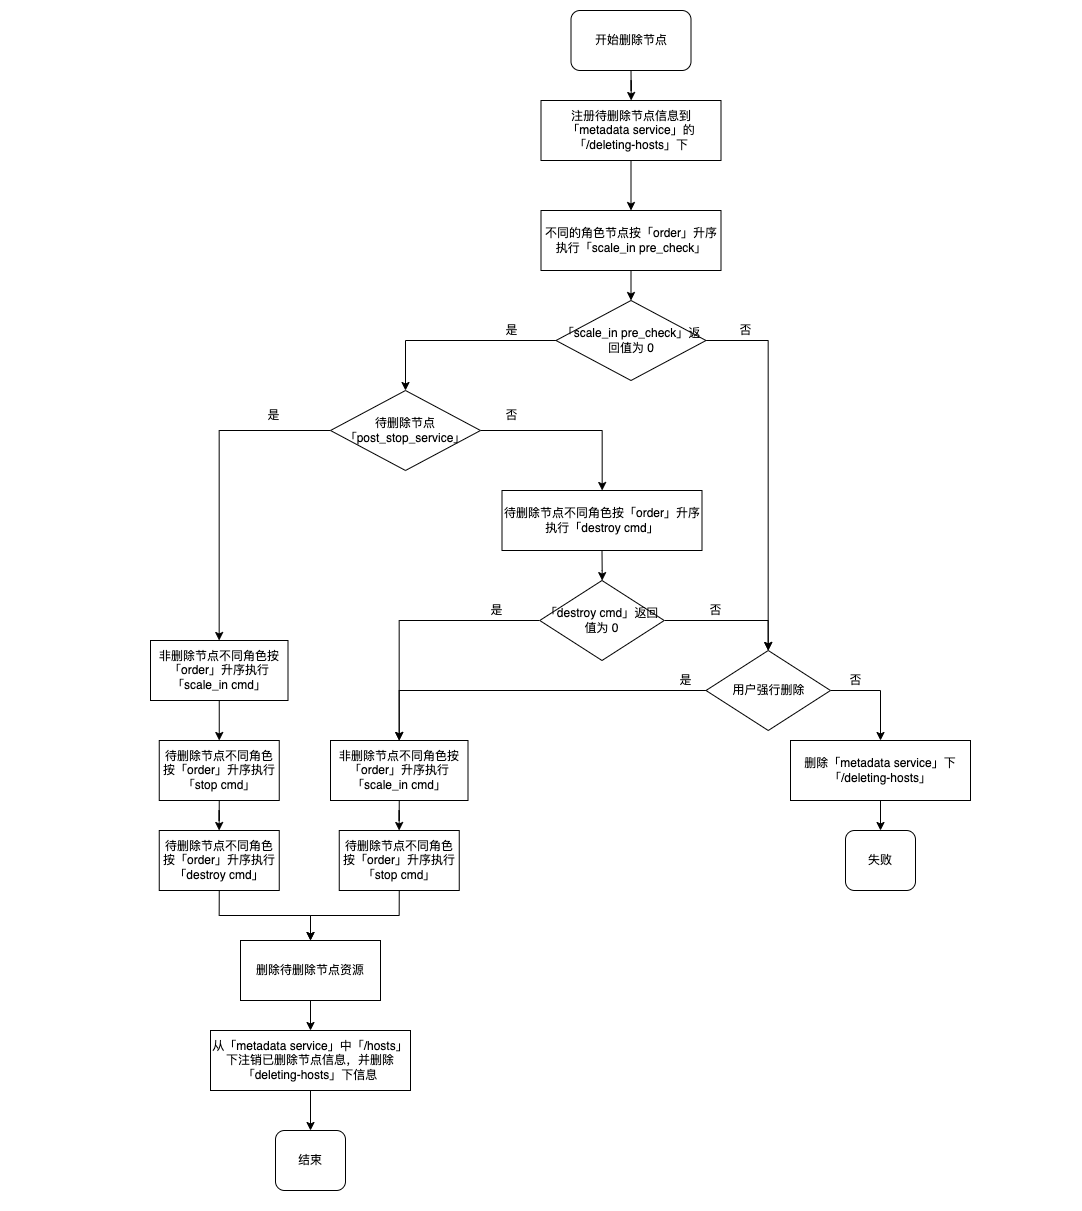 开始删除节点
注册待删除节点信息到
「metadata service」的
「/deleting-hosts」下
不同的角色节点按「order」升序
执行「scale_in pre_check」
是
「scale_in pre_check」返
回值为 0
否
是
待删除节点
「post_stop_service」
否
待删除节点不同角色按「order」升序
执行「destroy cmd」
是
「destroy cmd」返回
值为 0
否
非删除节点不同角色按
「order」升序执行
「scale_in cmd」
是
用户强行删除
否
待删除节点不同角色
按「order」升序执行
「stop cmd」
非删除节点不同角色按
「order」升序执行
「scale_in cmd」
删除「metadata service」下
「/deleting-hosts」
待删除节点不同角色
按「order」升序执行
「destroy cmd」
待删除节点不同角色
按「order」升序执行
「stop cmd」
失败
删除待删除节点资源
从「metadata service」中「/hosts」
下注销已删除节点信息，并删除
「deleting-hosts」下信息
结束